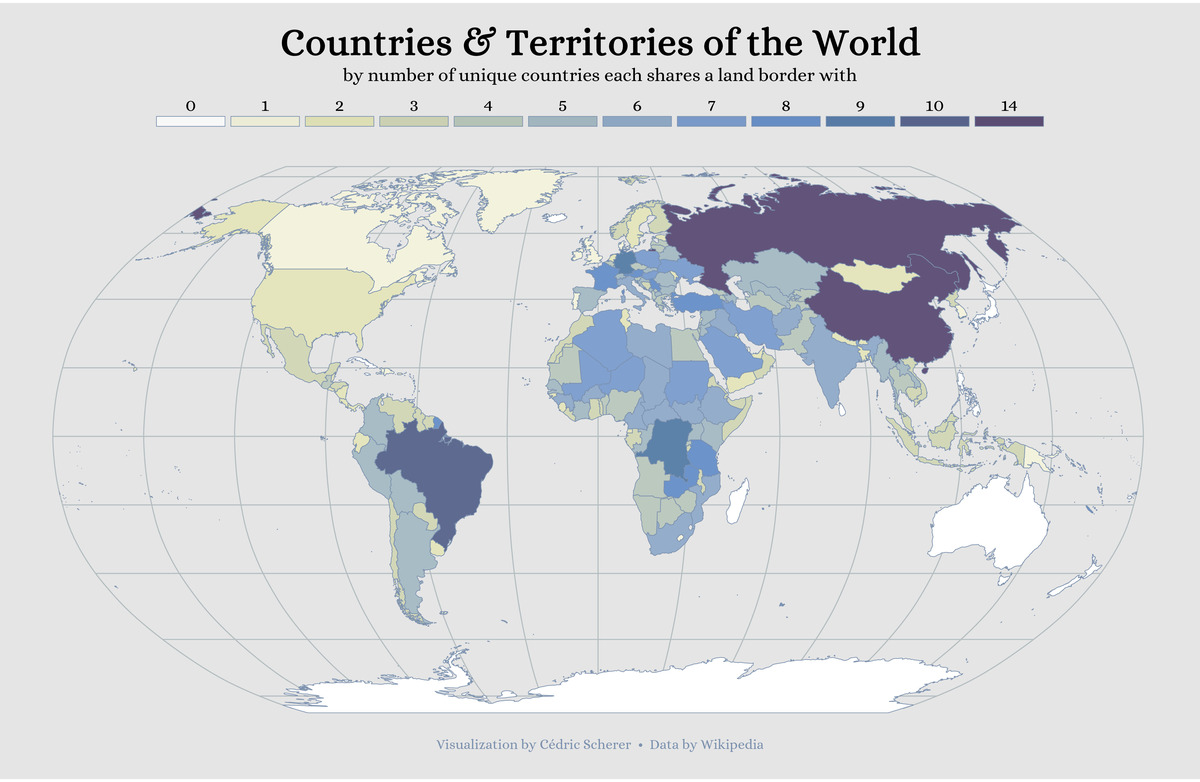 Countries & Territories of the World
by number of unique countries each shares a land border with
0 1 2 3 4 5 6 7 8 9 10 14
Visualization by Cédric Scherer • Data by Wikipedia